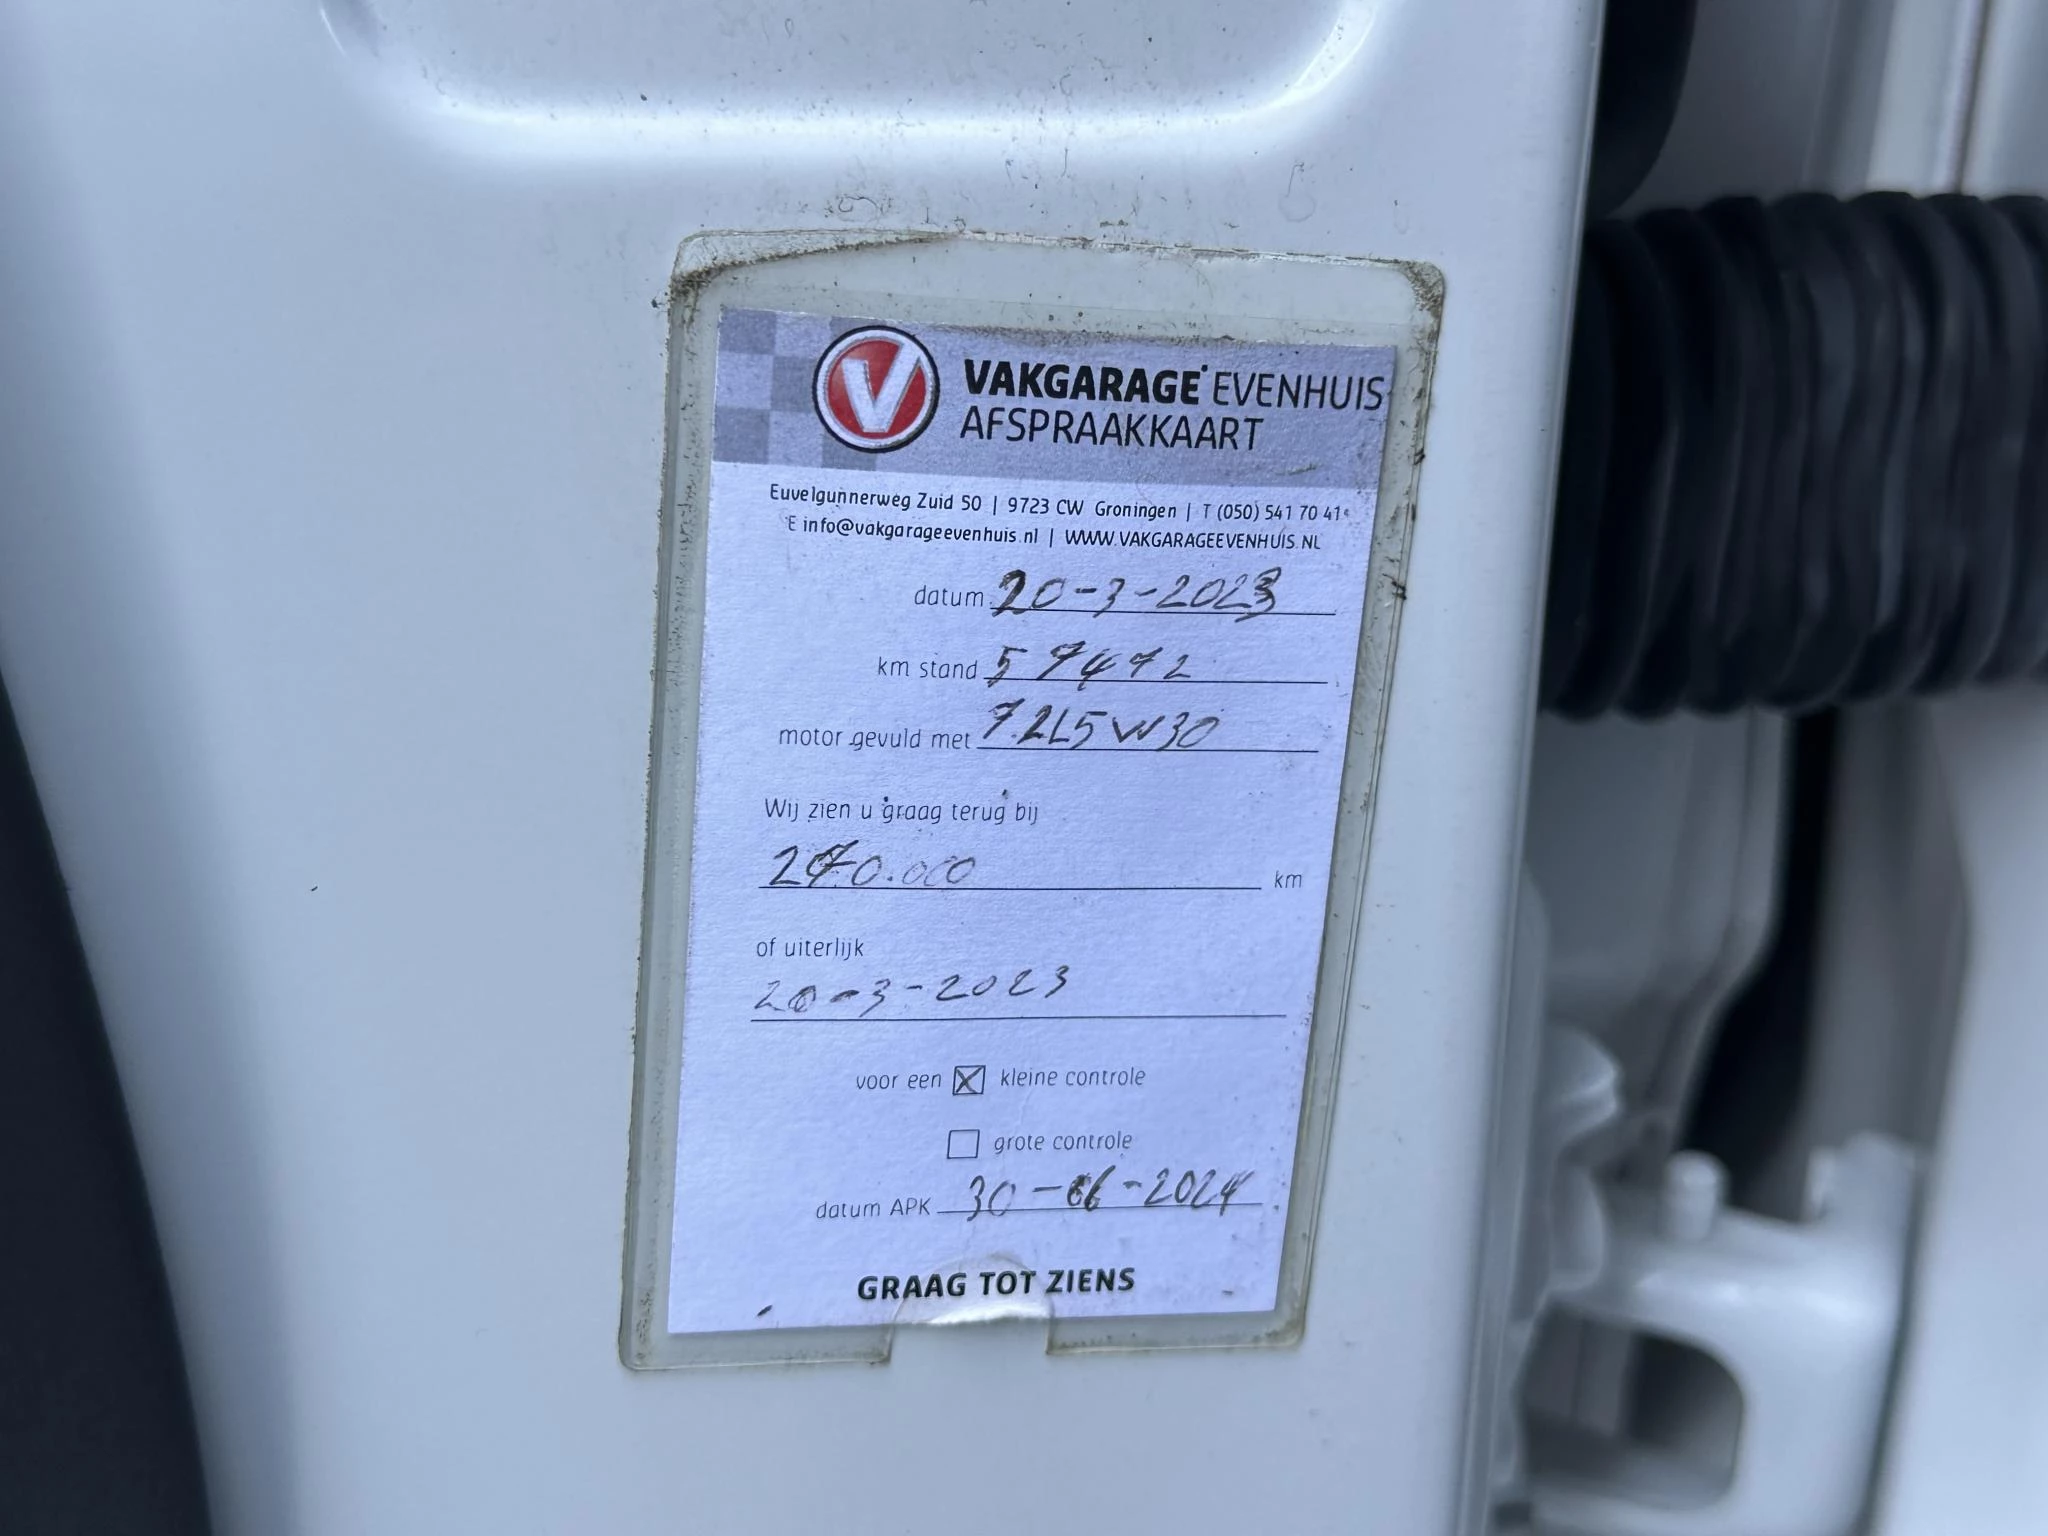 VAKGARAGE EVENHUIS
AFSPRAAKKAART
Euvelgunnerweg Zuid 50 | 9723 CW Groningen | T (050) 541 70 41
E info@vakgarageevenhuis.nl | WWW.VAKGARAGEEVENHUIS.NL
datum 20-3-2023
km stand 57472
motor gevuld met 7.2L5W30
Wij zien u graag terug bij
270.000 km
of uiterlijk
20-3-2023
voor een ☒ kleine controle
☐ grote controle
datum APK 30-06-2024
GRAAG TOT ZIENS